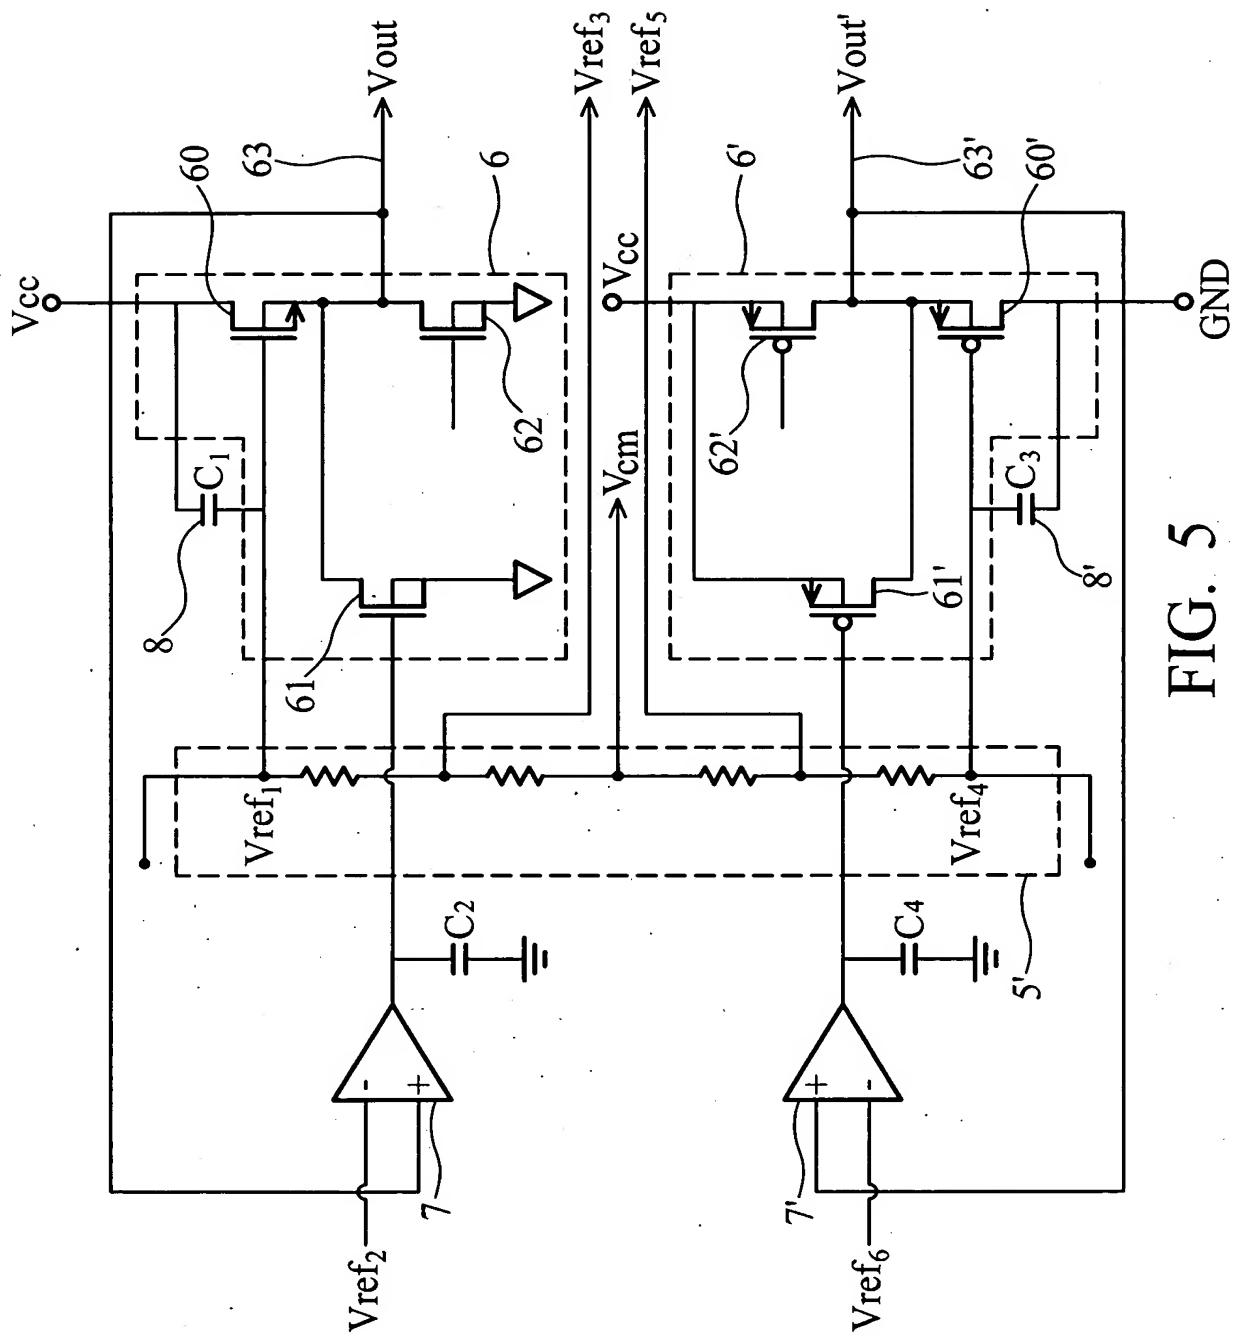 Vcc
60
63
Vout
6
Vref3
Vref5
C1
8
61
62
Vcm
Vref1
Vref2
7
C2
Vcc
6'
Vout'
63'
60'
62'
61'
C3
8'
GND
Vref4
5'
C4
7'
Vref6
+
-
+
-
FIG. 5